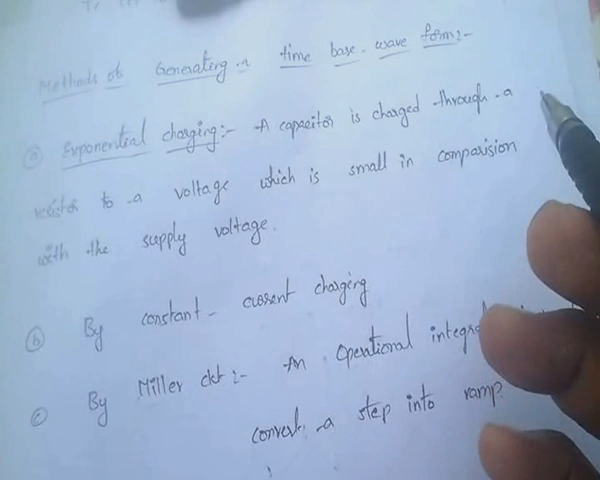 Methods of Generating a time base wave form:-
(a) Exponential charging:- A capacitor is charged through a
resistor to a voltage which is small in comparision
with the supply voltage.
(b) By constant - current charging
(c) By Miller ckt:- An Operational
convert a step into ramp